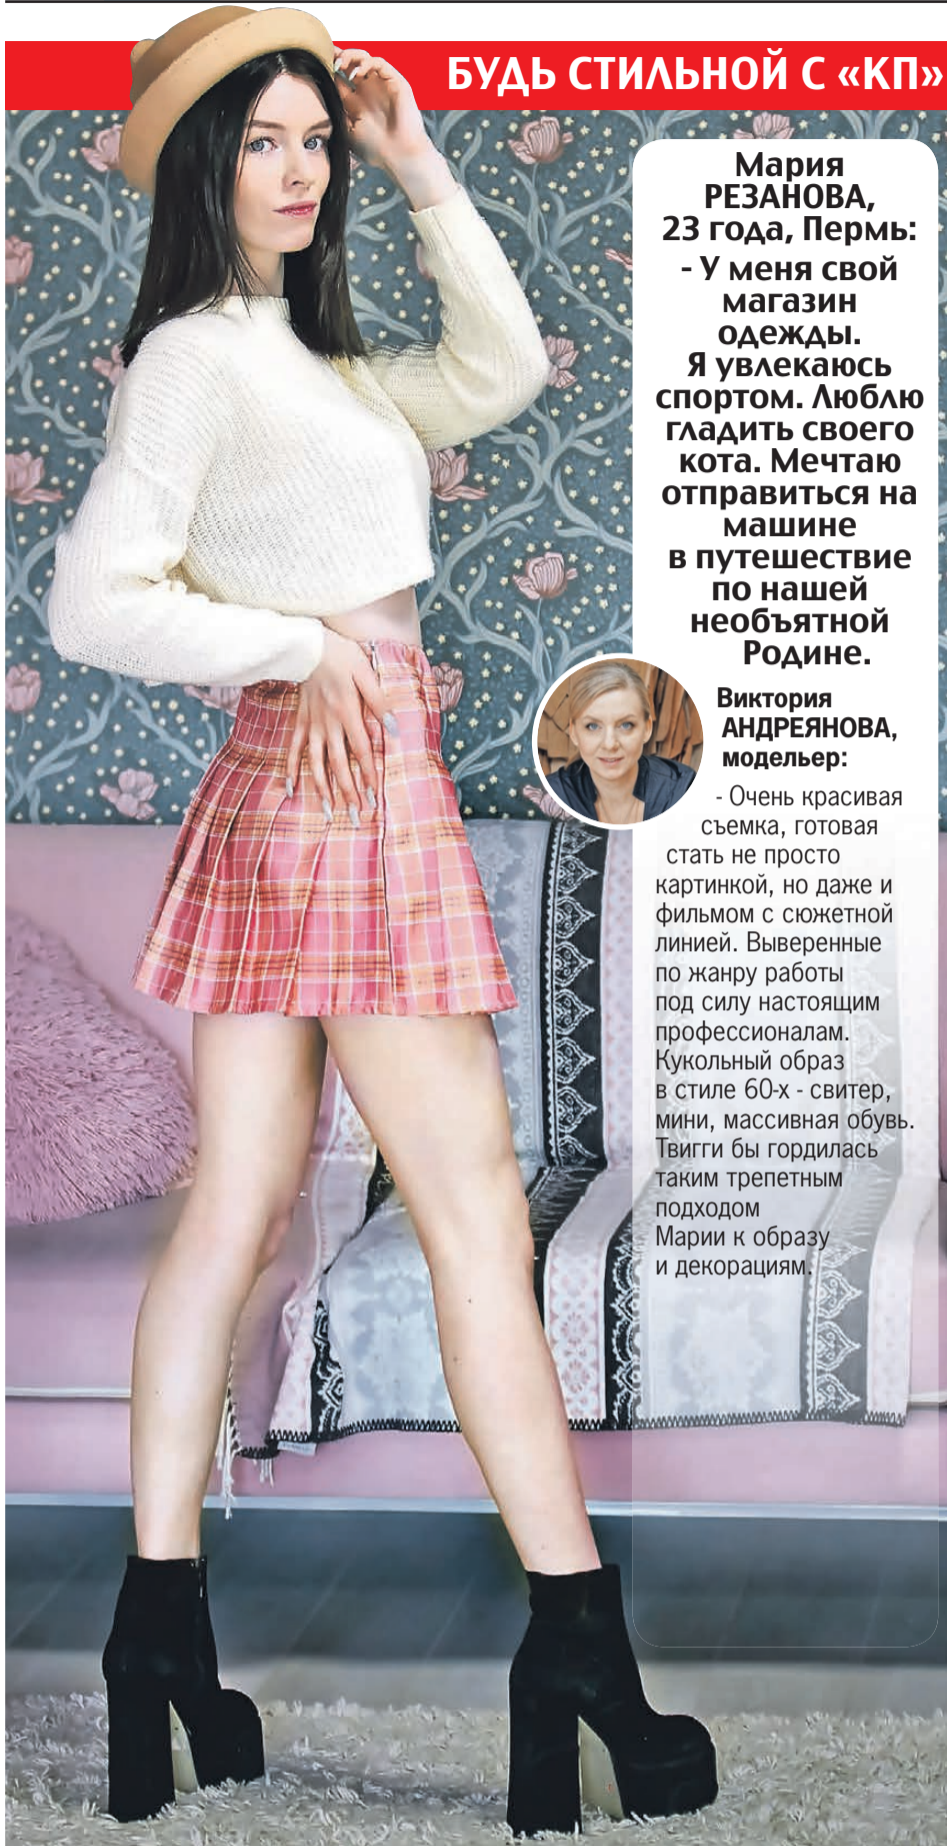 БУДЬ СТИЛЬНОЙ С «КП»
Мария
РЕЗАНОВА,
23 года, Пермь:
- У меня свой
магазин
одежды.
Я увлекаюсь
спортом. Люблю
гладить своего
кота. Мечтаю
отправиться на
машине
в путешествие
по нашей
необъятной
Родине.
Виктория
АНДРЕЯНОВА,
модельер:
- Очень красивая
съемка, готовая
стать не просто
картинкой, но даже и
фильмом с сюжетной
линией. Выверенные
по жанру работы
под силу настоящим
профессионалам.
Кукольный образ
в стиле 60-х - свитер,
мини, массивная обувь.
Твигги бы гордилась
таким трепетным
подходом
Марии к образу
и декорациям.